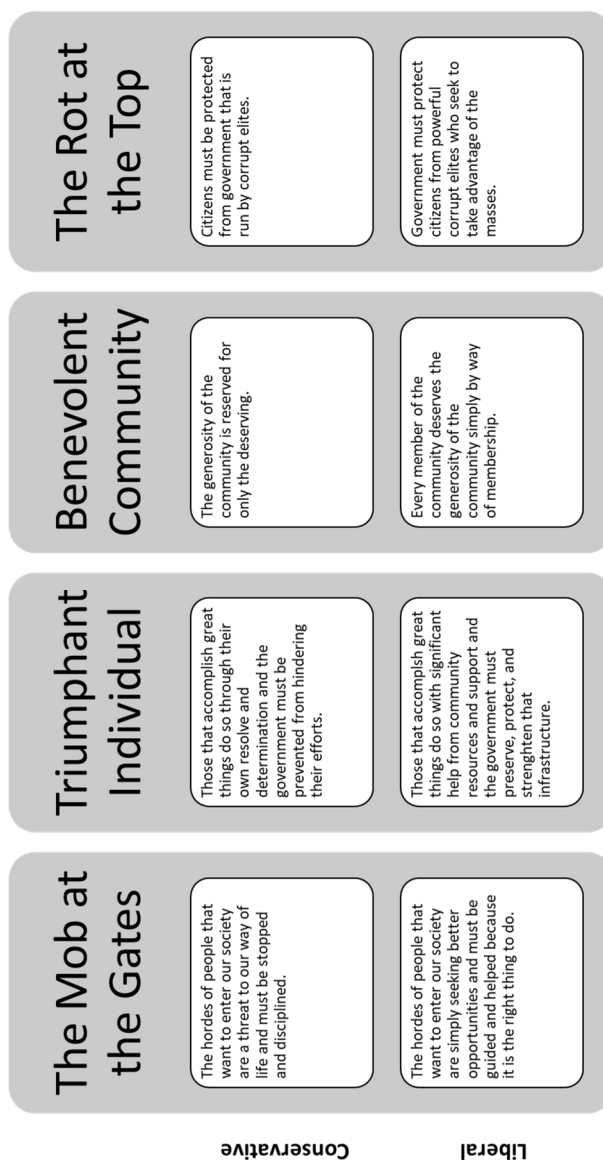 The Mob at
the Gates
Triumphant
Individual
Benevolent
Community
The Rot at
the Top
Conservative
The hordes of people that
want to enter our society
are a threat to our way of
life and must be stopped
and disciplined.
Those that accomplish great
things do so through their
own resolve and
determination and the
government must be
prevented from hindering
their efforts.
The generosity of the
community is reserved for
only the deserving.
Citizens must be protected
from government that is
run by corrupt elites.
Liberal
The hordes of people that
want to enter our society
are simply seeking better
opportunities and must be
guided and helped because
it is the right thing to do.
Those that accomplish great
things do so with significant
help from community
resources and support and
the government must
preserve, protect, and
strenghten that
infrastructure.
Every member of the
community deserves the
generosity of the
community simply by way
of membership.
Government must protect
citizens from powerful
corrupt elites who seek to
take advantage of the
masses.